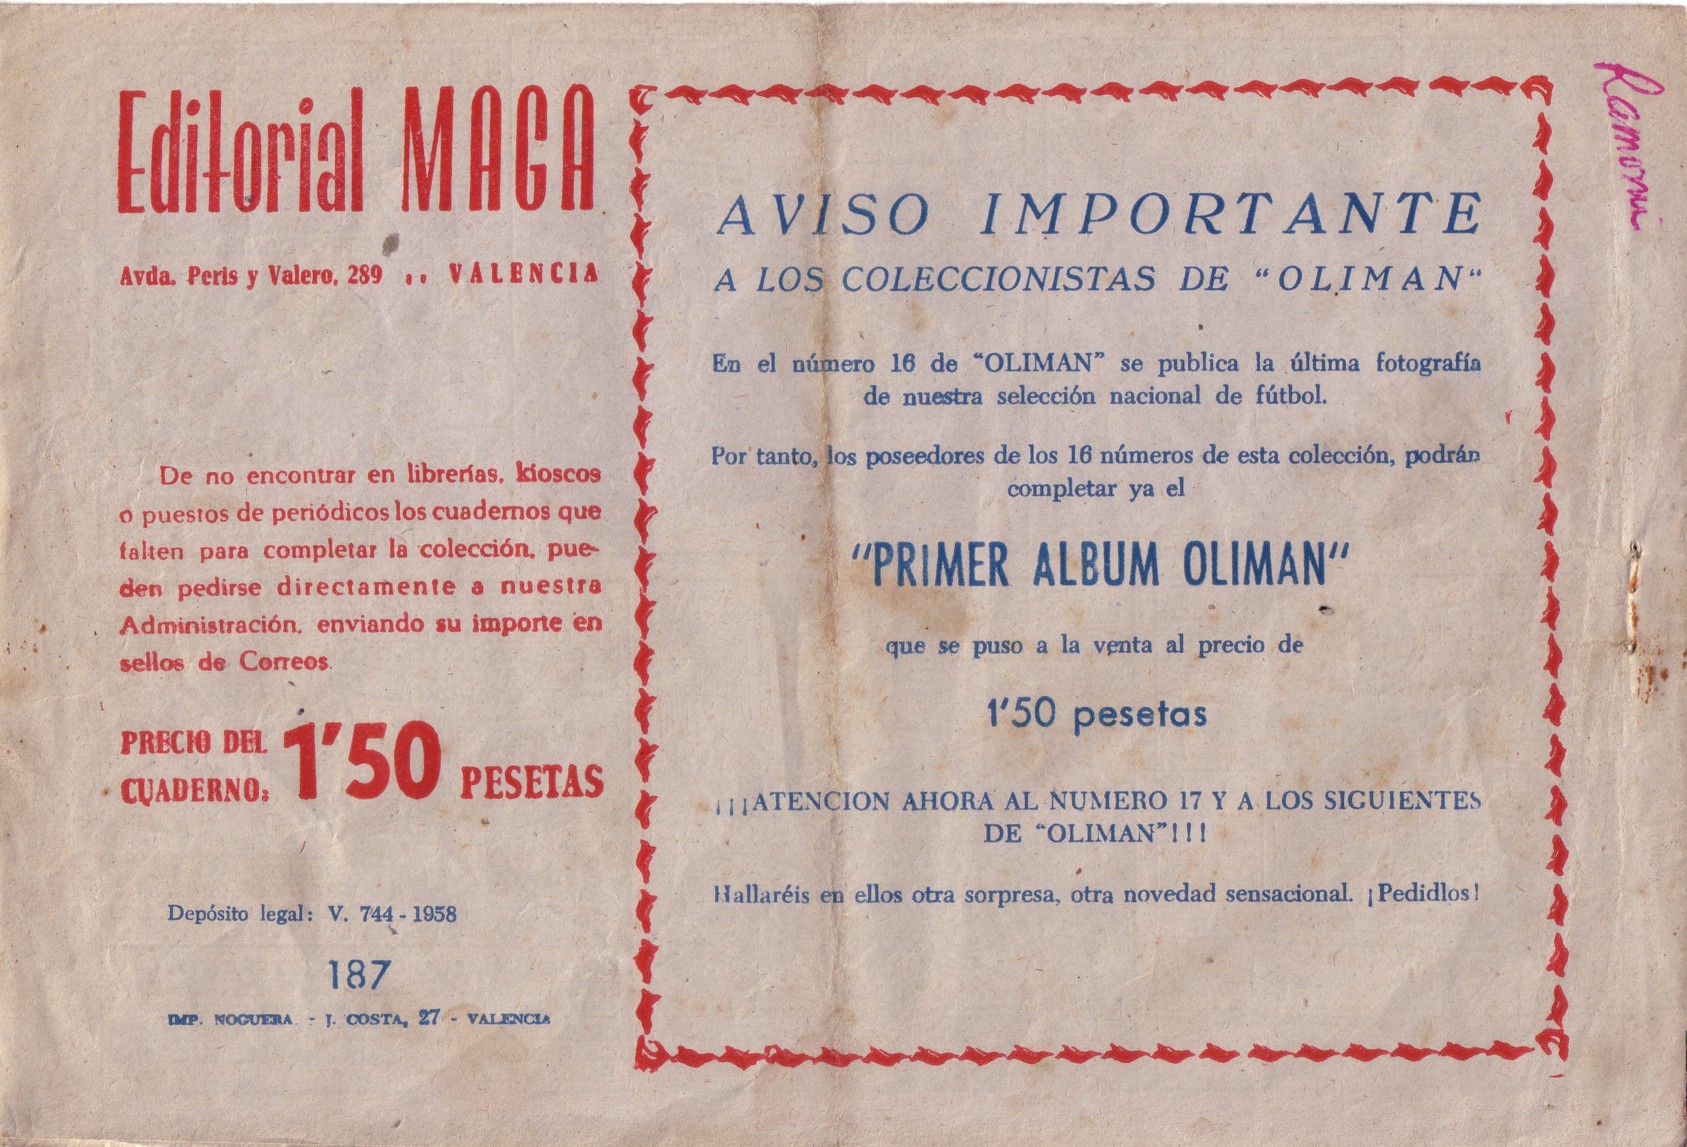 Editorial MAGA
Avda. Peris y Valero, 289 .. VALENCIA
De no encontrar en librerías, kioscos
o puestos de periódicos los cuadernos que
falten para completar la colección, pue-
den pedirse directamente a nuestra
Administración, enviando su importe en
sellos de Correos.
PRECIO DEL
CUADERNO: 1'50 PESETAS
Depósito legal: V. 744 - 1958
187
IMP. NOGUERA. - J. COSTA, 27 - VALENCIA
AVISO IMPORTANTE
A LOS COLECCIONISTAS DE "OLIMAN"
En el número 16 de "OLIMAN" se publica la última fotografía
de nuestra selección nacional de fútbol.
Por tanto, los poseedores de los 16 números de esta colección, podrán
completar ya el
"PRIMER ALBUM OLIMAN"
que se puso a la venta al precio de
1'50 pesetas
¡¡¡ATENCION AHORA AL NUMERO 17 Y A LOS SIGUIENTES
DE "OLIMAN"!!!
Hallaréis en ellos otra sorpresa, otra novedad sensacional. ¡Pedidlos!